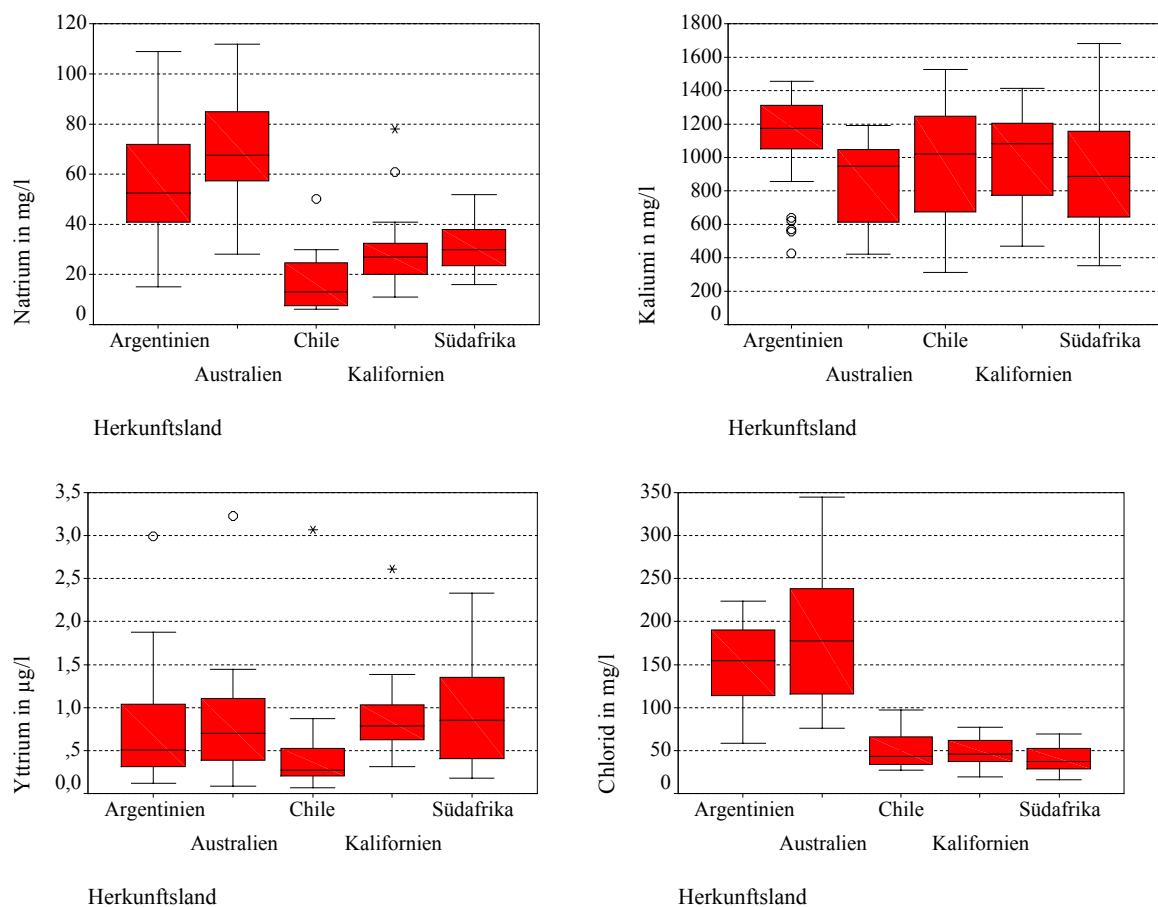 Natrium in mg/l
120
100
80
60
40
20
0
Argentinien
Chile
Südafrika
Australien
Kalifornien
Herkunftsland
Kaliumi n mg/l
1800
1600
1400
1200
1000
800
600
400
200
0
Argentinien
Chile
Südafrika
Australien
Kalifornien
Herkunftsland
Yttrium in µg/l
3,5
3,0
2,5
2,0
1,5
1,0
,5
0,0
Argentinien
Chile
Südafrika
Australien
Kalifornien
Herkunftsland
Chlorid in mg/l
350
300
250
200
150
100
50
0
Argentinien
Chile
Südafrika
Australien
Kalifornien
Herkunftsland